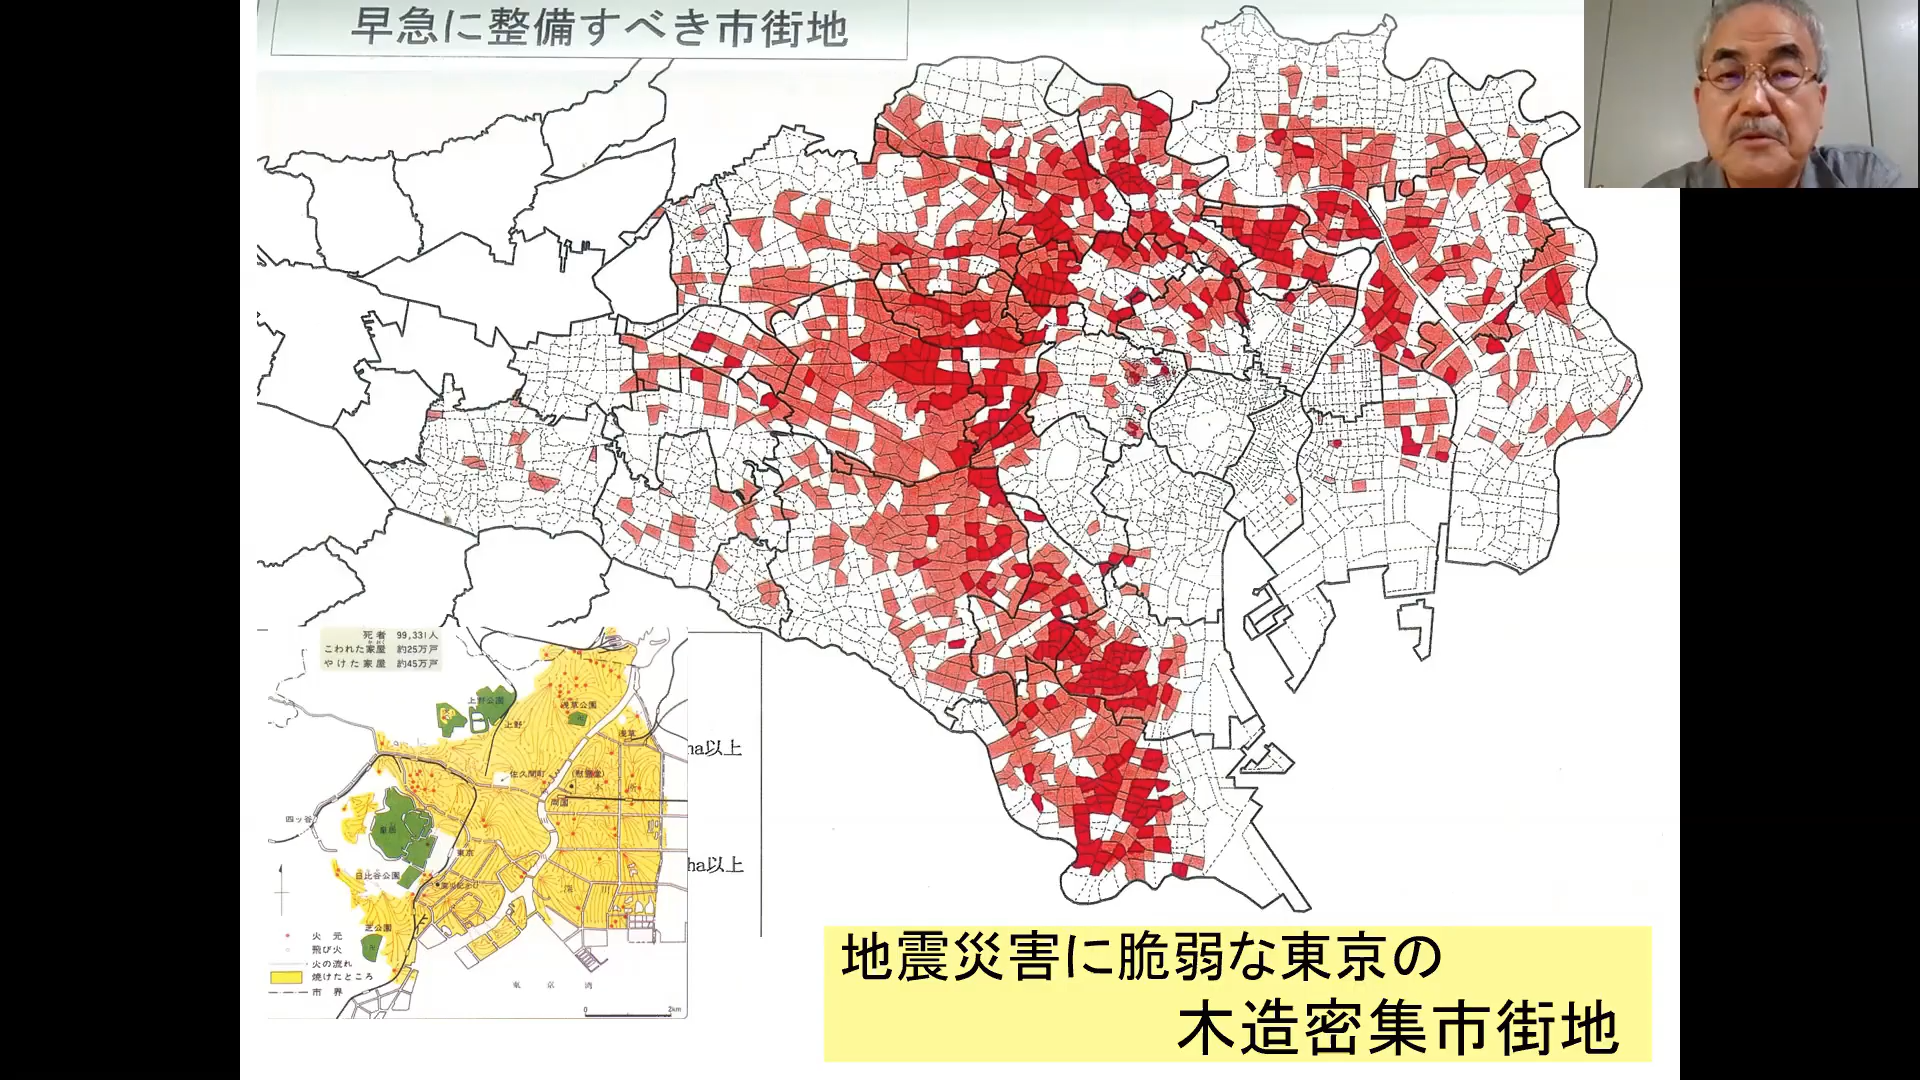 早急に整備すべき市街地
死者 99,331人
こわれた家屋 約25万戸
やけた家屋 約45万戸
上野公園
上野
浅草公園
浅草
佐久間町
両国
四ッ谷
皇居
東京
日比谷公園
深川
芝公園
火元
飛び火
火の流れ
焼けたところ
市界
東京湾
0 2km
ha以上
ha以上
地震災害に脆弱な東京の
木造密集市街地